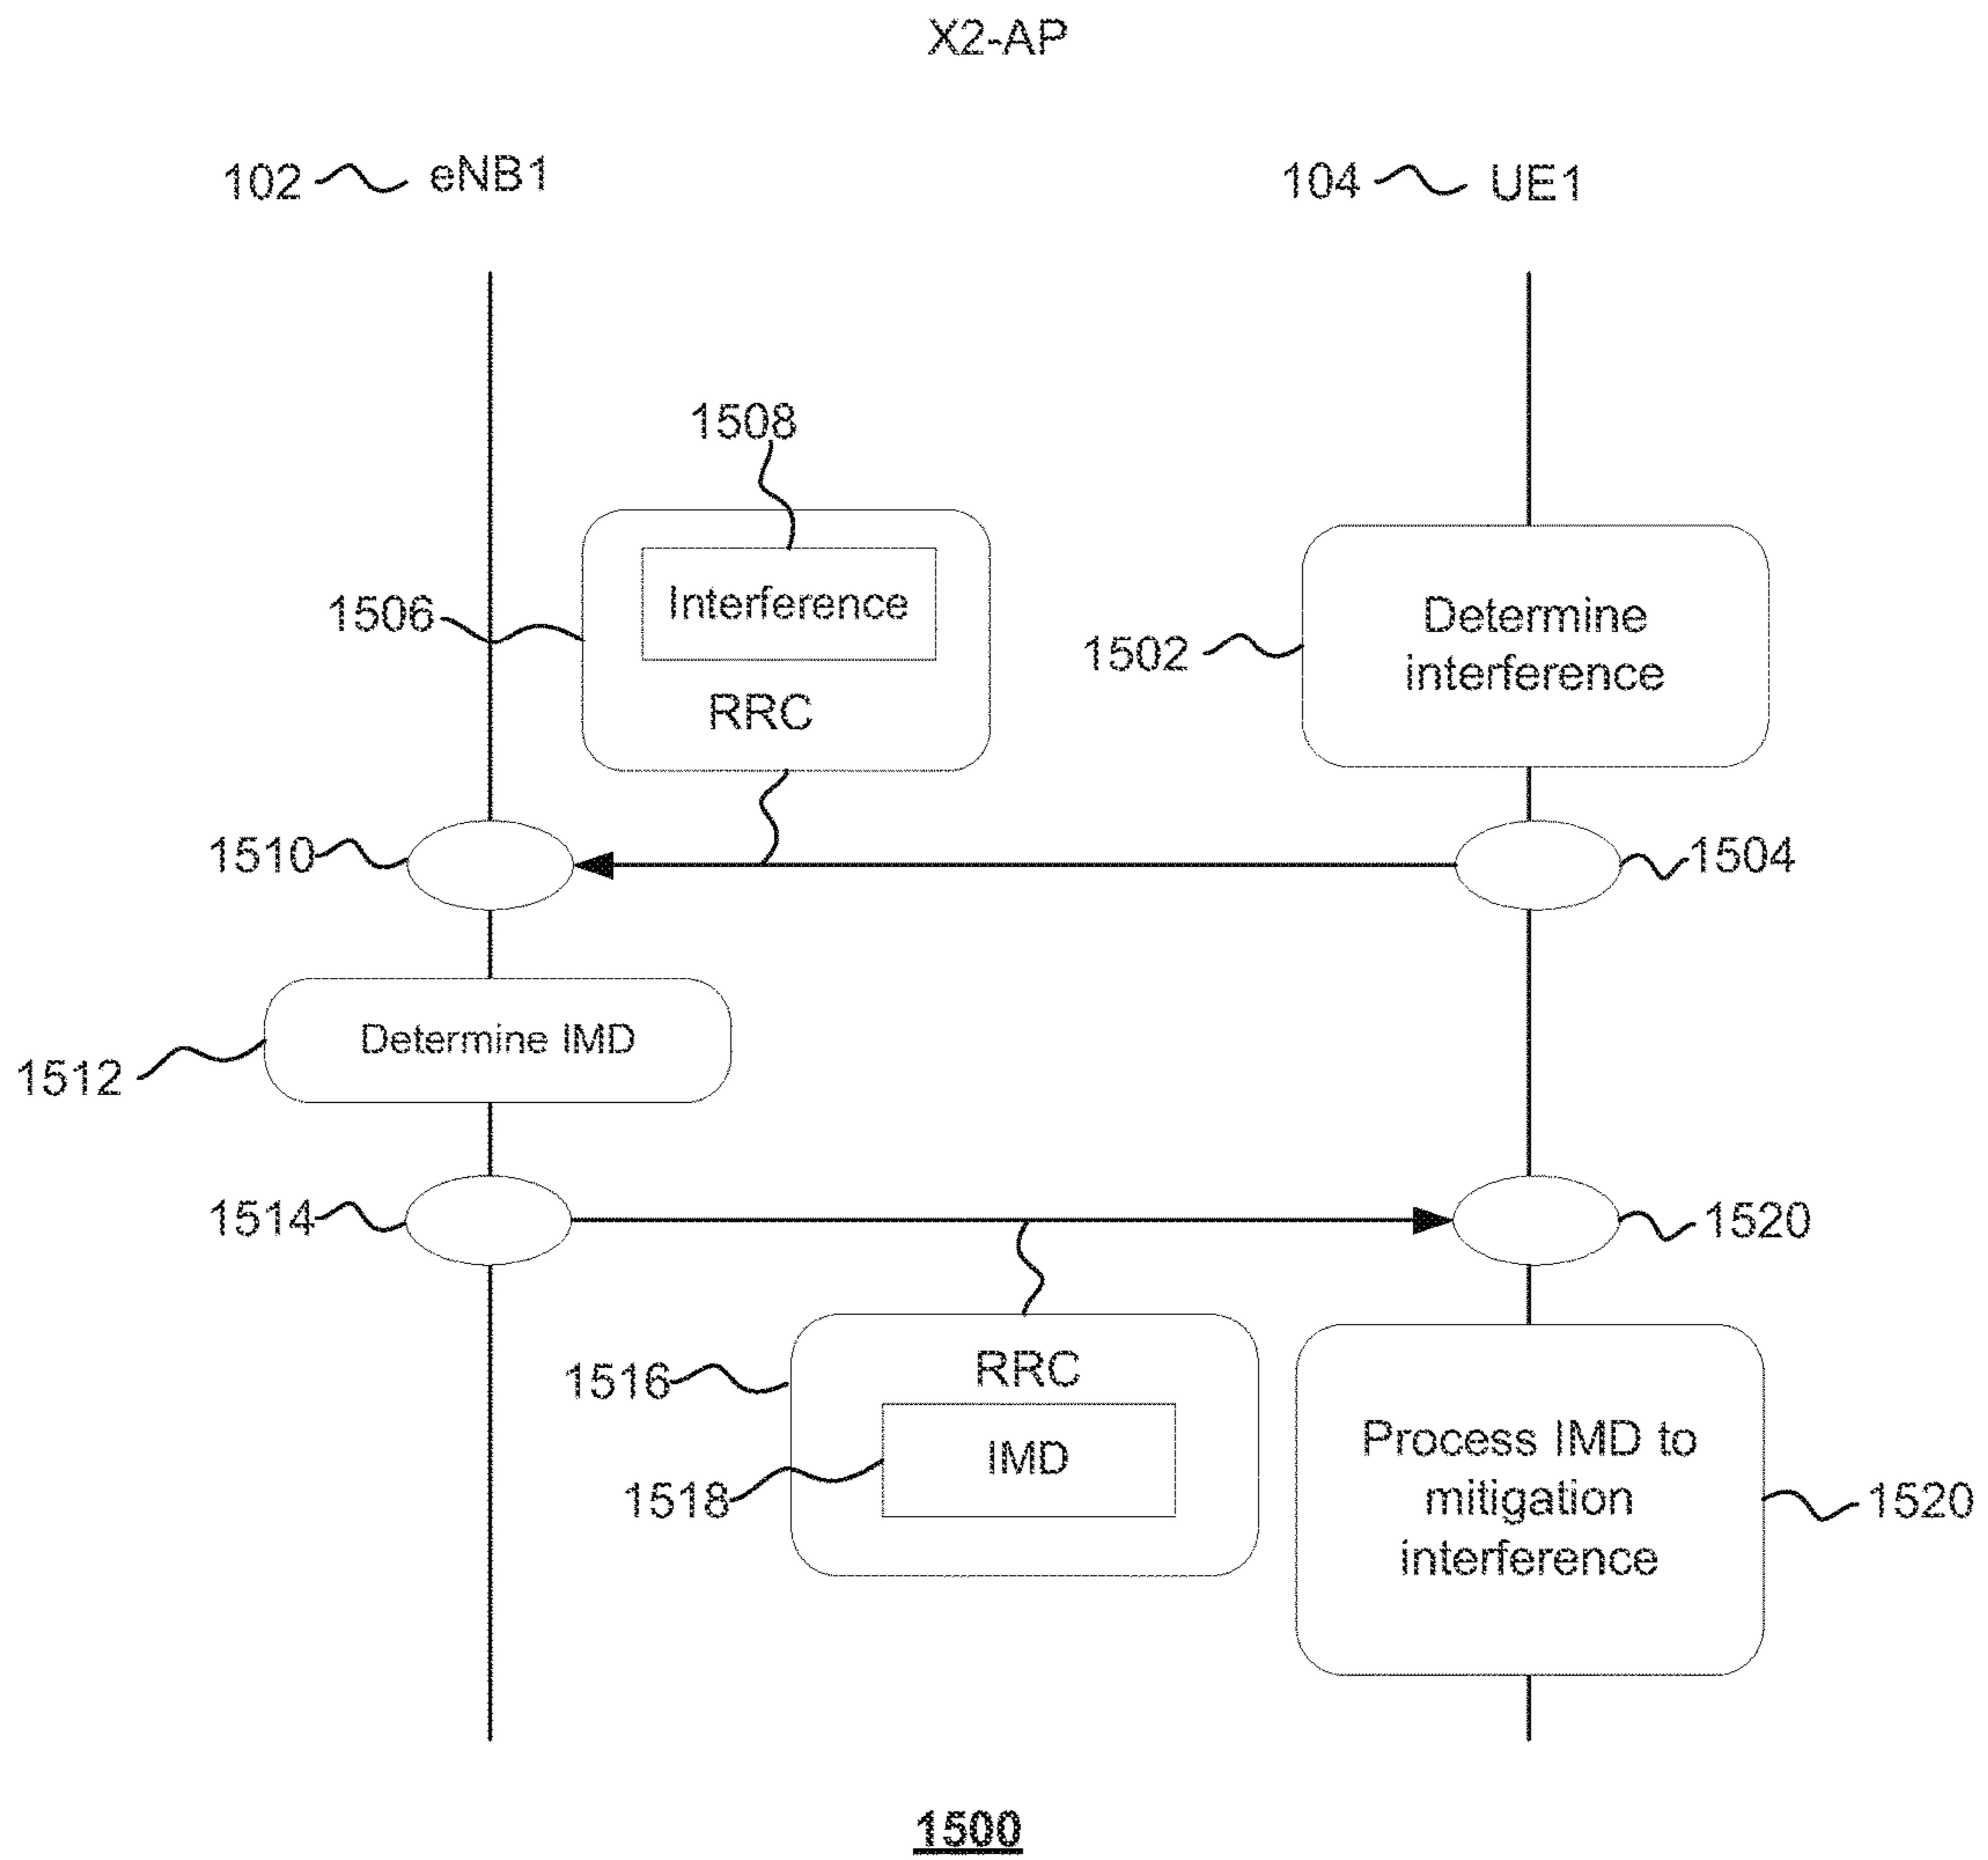 X2-AP
102 eNB1
104 UE1
1508
Interference
1506
RRC
Determine
interference
1502
1510
1504
Determine IMD
1512
1514
1520
RRC
1516
IMD
1518
Process IMD to
mitigation
interference
1520
1500